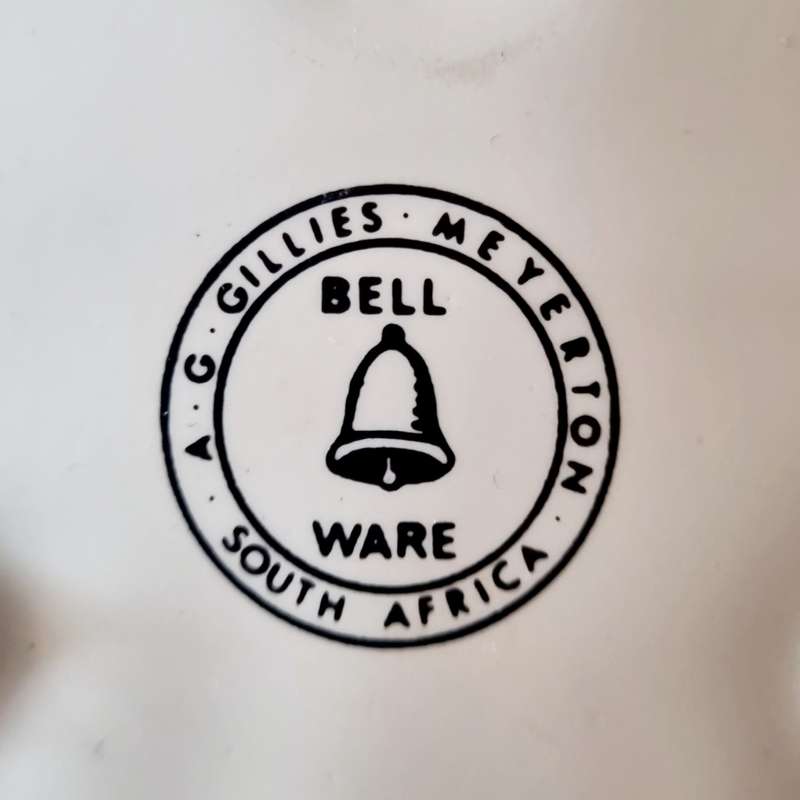 A · G · GILLIES · MEYERTON ·
BELL
WARE
· SOUTH AFRICA ·